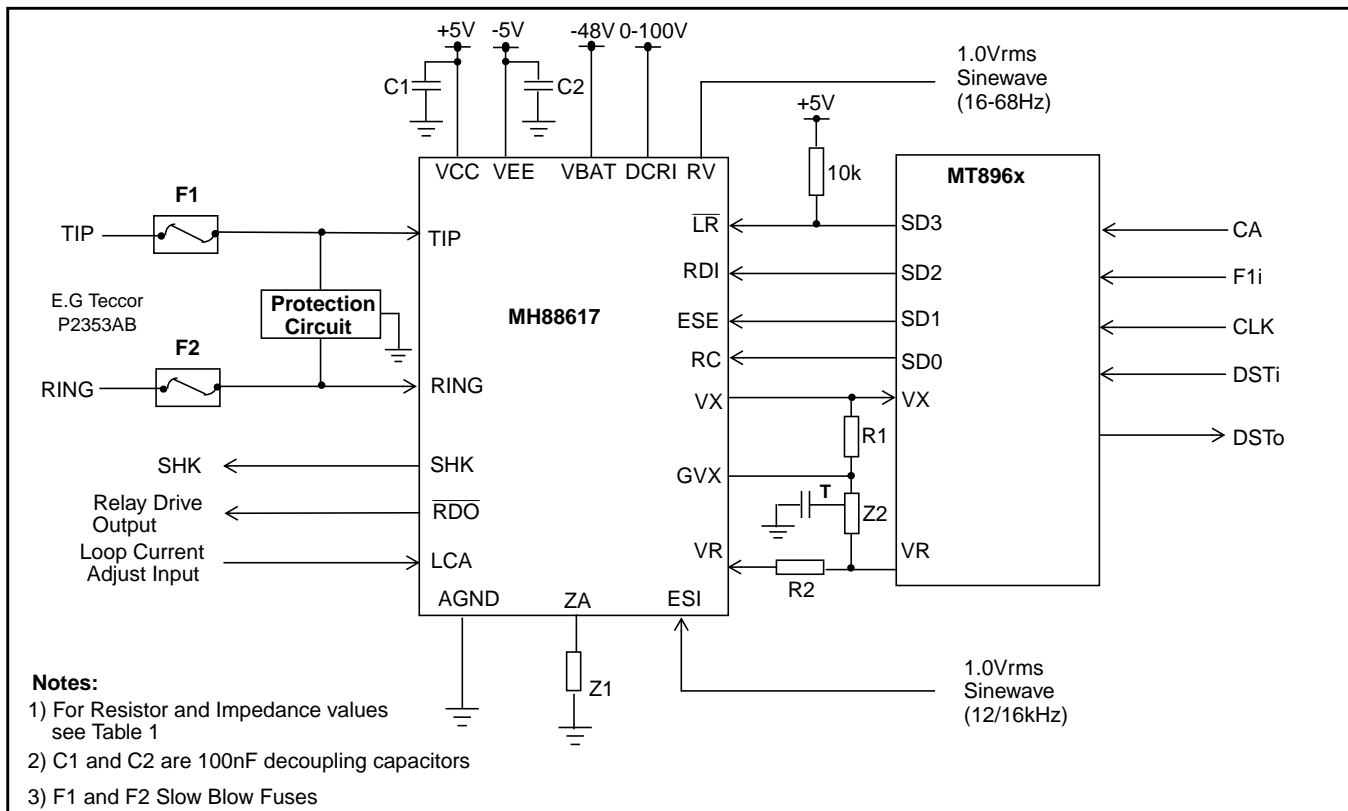 +5V
-5V
-48V
0-100V
1.0Vrms
Sinewave
(16-68Hz)
C1
C2
+5V
10k
VCC
VEE
VBAT
DCRI
RV
MT896x
F1
TIP
TIP
LR
SD3
CA
RDI
SD2
F1i
E.G Teccor
P2353AB
Protection
Circuit
MH88617
ESE
SD1
CLK
F2
RC
SD0
RING
RING
DSTi
VX
VX
R1
DSTo
SHK
SHK
GVX
T
Relay Drive
Output
RDO
Z2
Loop Current
Adjust Input
LCA
VR
VR
R2
AGND
ZA
ESI
Z1
1.0Vrms
Sinewave
(12/16kHz)
Notes:
1) For Resistor and Impedance values
see Table 1
2) C1 and C2 are 100nF decoupling capacitors
3) F1 and F2 Slow Blow Fuses